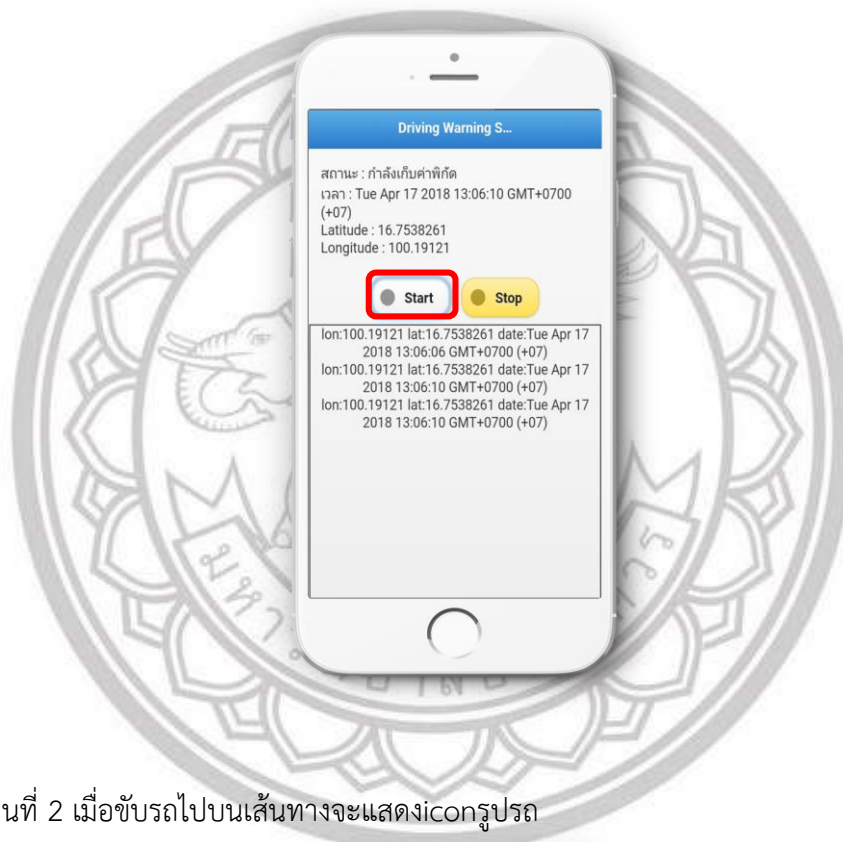 Driving Warning S...
สถานะ : กำลังเก็บค่าพิกัด
เวลา : Tue Apr 17 2018 13:06:10 GMT+0700
(+07)
Latitude : 16.7538261
Longitude : 100.19121
Start
Stop
lon:100.19121 lat:16.7538261 date:Tue Apr 17
2018 13:06:06 GMT+0700 (+07)
lon:100.19121 lat:16.7538261 date:Tue Apr 17
2018 13:06:10 GMT+0700 (+07)
lon:100.19121 lat:16.7538261 date:Tue Apr 17
2018 13:06:10 GMT+0700 (+07)
นที่ 2 เมื่อขับรถไปบนเส้นทางจะแสดงiconรูปรถ